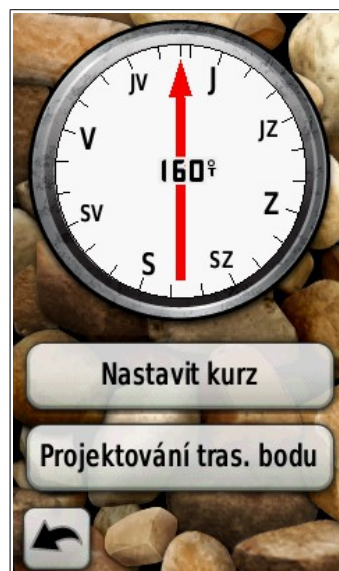 JV
J
V
JZ
160°T
SV
Z
S
SZ
Nastavit kurz
Projektování tras. bodu